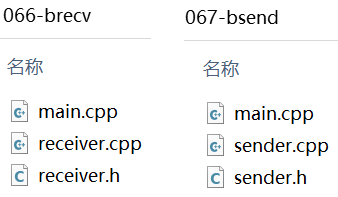 066-brecv
名称
main.cpp
receiver.cpp
receiver.h
067-bsend
名称
main.cpp
sender.cpp
sender.h